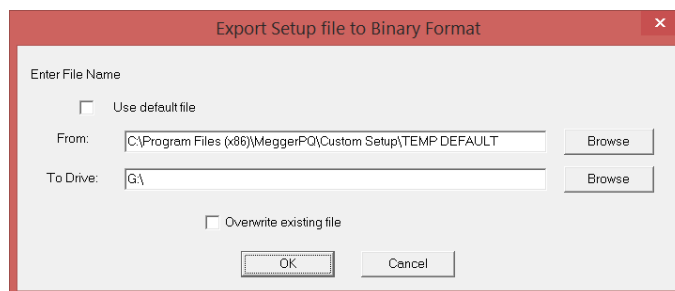 Export Setup file to Binary Format
x
Enter File Name
Use default file
From:
C:\Program Files (x86)\MeggerPQ\Custom Setup\TEMP DEFAULT
Browse
To Drive:
G:\
Browse
Overwrite existing file
OK
Cancel